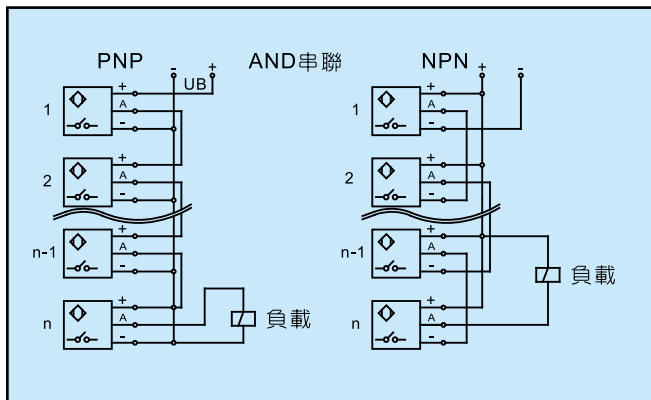 PNP - + AND串聯 NPN + -
UB
1 + A -
2 + A -
n-1 + A -
n + A -
負載
1 + A -
2 + A -
n-1 + A -
n + A -
負載